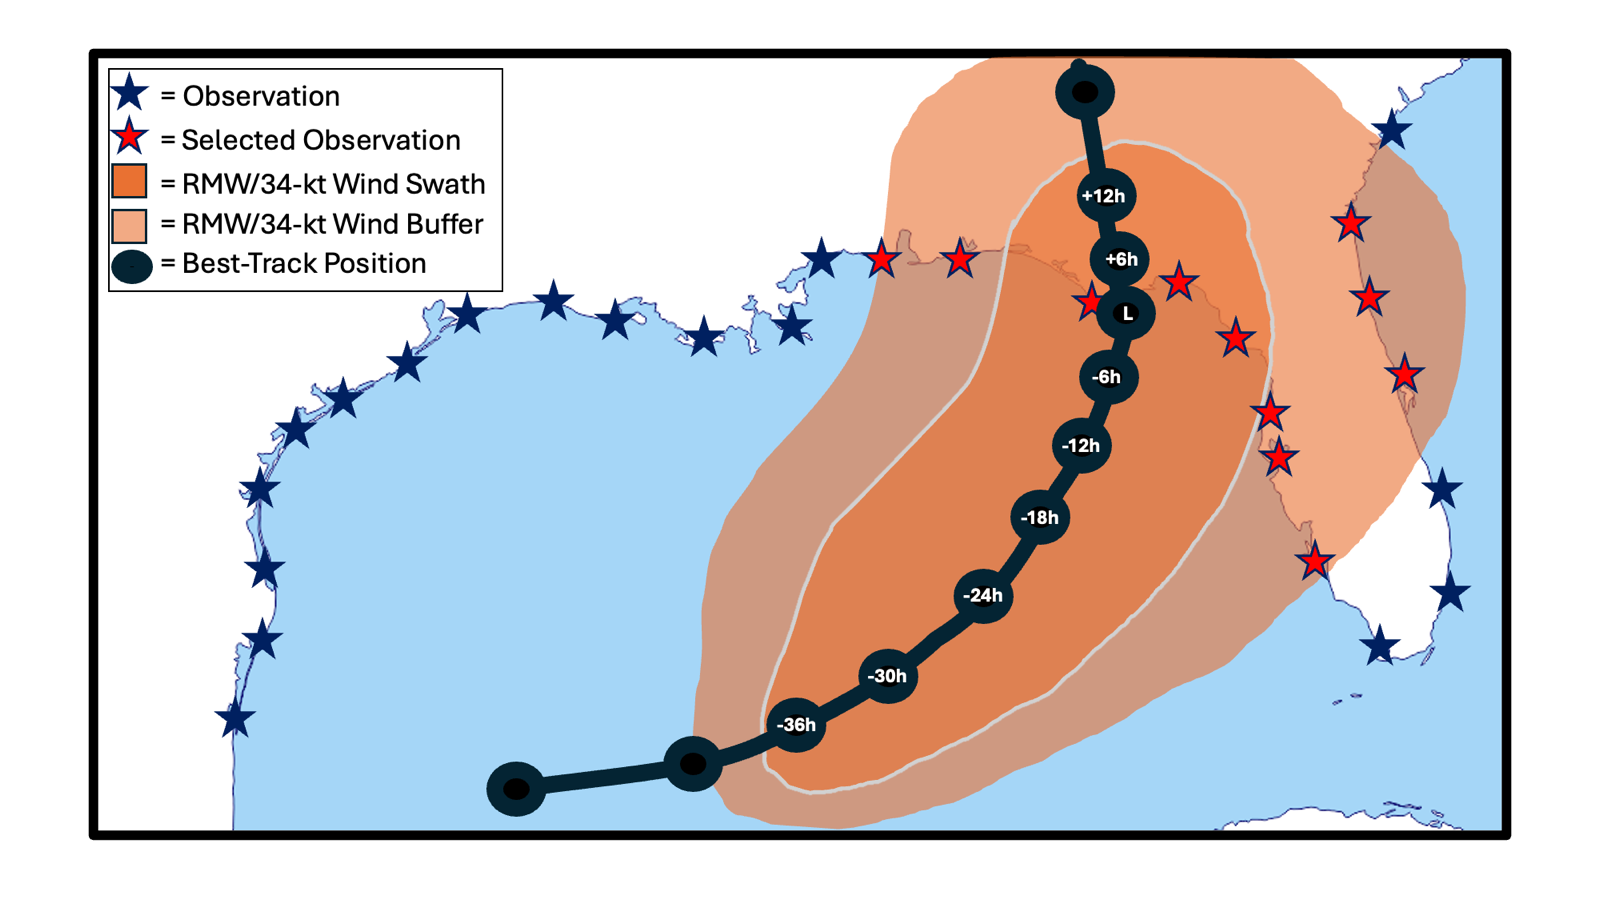 = Observation
= Selected Observation
= RMW/34-kt Wind Swath
= RMW/34-kt Wind Buffer
= Best-Track Position
+12h
+6h
L
-6h
-12h
-18h
-24h
-30h
-36h